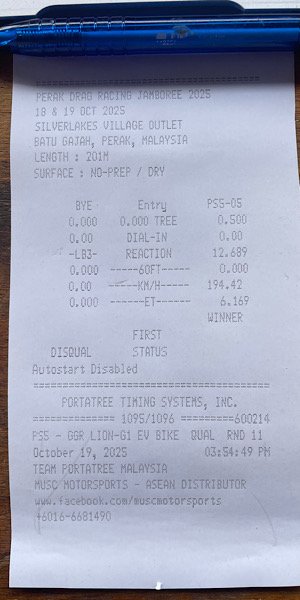 ========================================
PERAK DRAG RACING JAMBOREE 2025
18 & 19 OCT 2025
SILVERLAKES VILLAGE OUTLET
BATU GAJAH, PERAK, MALAYSIA
LENGTH : 201M
SURFACE : NO-PREP / DRY
BYE Entry PS5-05
0.000 0.000 TREE 0.500
0.00 DIAL-IN 0.00
-LB3- REACTION 12.689
0.000 ------60FT------ 0.000
0.00 ------KM/H------ 194.42
0.000 -------ET------- 6.169
WINNER
FIRST
DISQUAL STATUS
Autostart Disabled
========================================
PORTATREE TIMING SYSTEMS, INC.
============= 1095/1096 =========600214
PS5 - GGR LION-G1 EV BIKE QUAL RND 11
October 19, 2025 03:54:49 PM
TEAM PORTATREE MALAYSIA
MUSC MOTORSPORTS - ASEAN DISTRIBUTOR
www.facebook.com/muscmotorsports
+6016-6681490